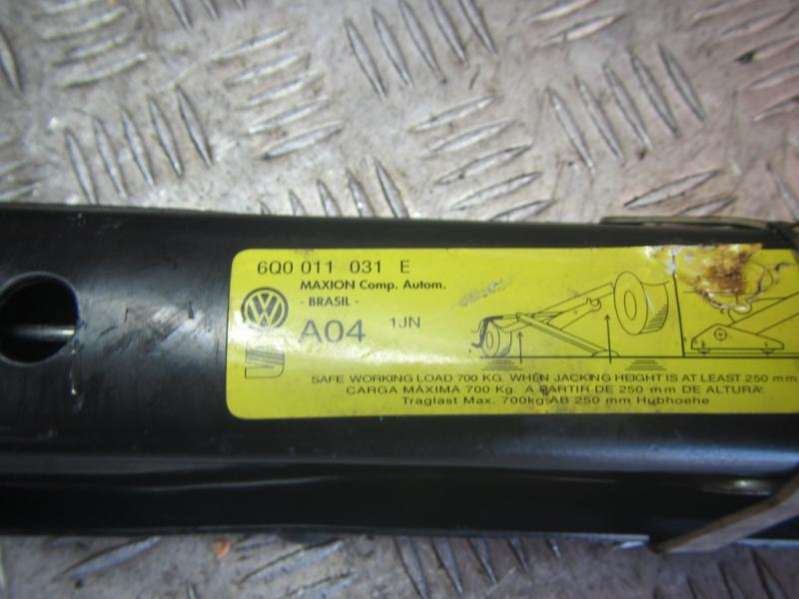 6Q0 011 031 E
MAXION Comp. Autom.
- BRASIL -
A04 1JN
SAFE WORKING LOAD 700 KG. WHEN JACKING HEIGHT IS AT LEAST 250 mm
CARGA MÁXIMA 700 Kg. A PARTIR DE 250 mm DE ALTURA
Traglast Max. 700kg AB 250 mm Hubhoehe